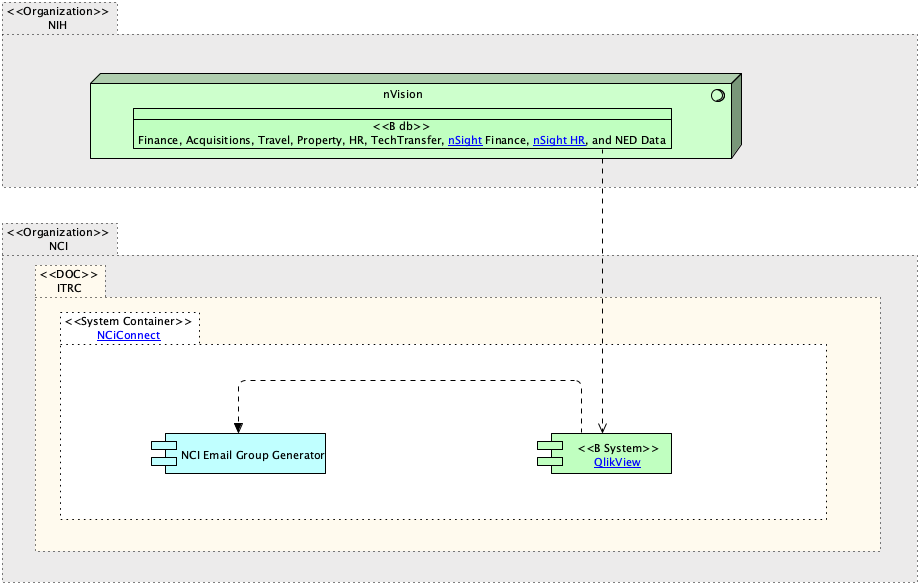 <<Organization>>
NIH
nVision
<<B db>>
Finance, Acquisitions, Travel, Property, HR, TechTransfer, nSight Finance, nSight HR, and NED Data
<<Organization>>
NCI
<<DOC>>
ITRC
<<System Container>>
NCiConnect
NCI Email Group Generator
<<B System>>
QlikView